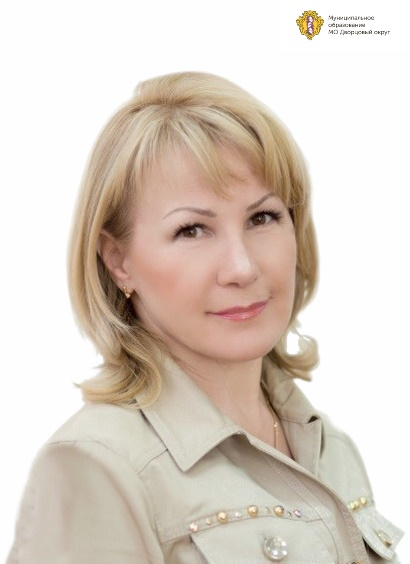 Муниципальное
образование
МО Дворцовый округ